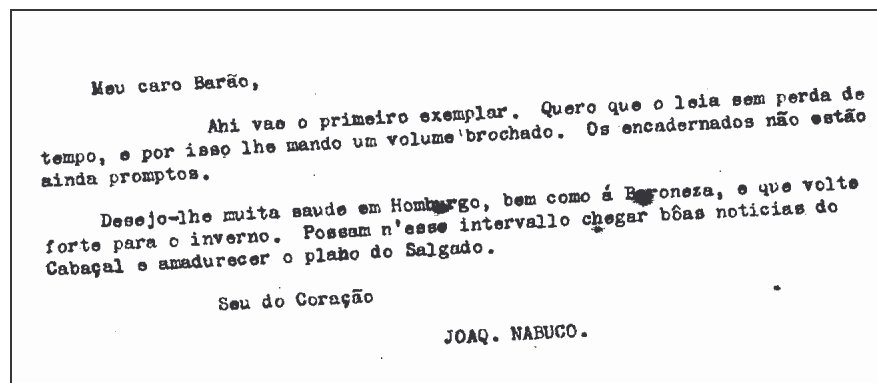 Meu caro Barão,
Ahi vae o primeiro exemplar. Quero que o leia sem perda de
tempo, e por isso lhe mando um volume brochado. Os encadernados não estão
ainda promptos.
Desejo-lhe muita saude em Homburgo, bem como á Baroneza, e que volte
forte para o inverno. Possam n'esse intervallo chegar bôas noticias do
Cabaçal e amadurecer o plano do Salgado.
Seu do Coração
JOAQ. NABUCO.